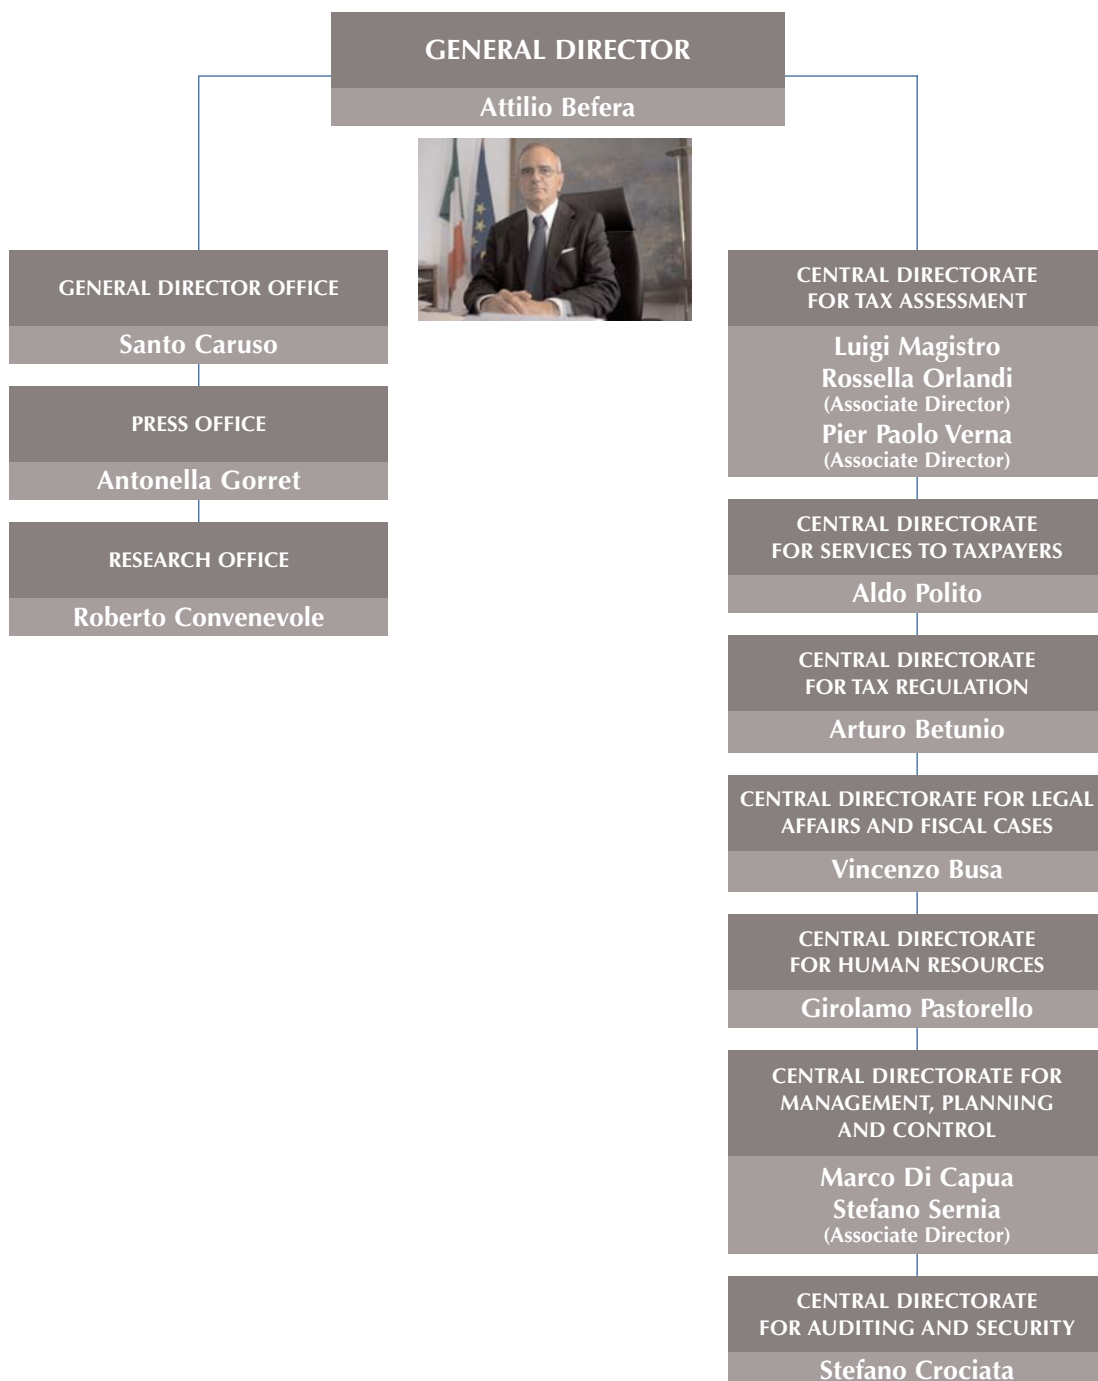 GENERAL DIRECTOR
Attilio Befera
GENERAL DIRECTOR OFFICE
Santo Caruso
PRESS OFFICE
Antonella Gorret
RESEARCH OFFICE
Roberto Convenevole
CENTRAL DIRECTORATE
FOR TAX ASSESSMENT
Luigi Magistro
Rossella Orlandi
(Associate Director)
Pier Paolo Verna
(Associate Director)
CENTRAL DIRECTORATE
FOR SERVICES TO TAXPAYERS
Aldo Polito
CENTRAL DIRECTORATE
FOR TAX REGULATION
Arturo Betunio
CENTRAL DIRECTORATE FOR LEGAL
AFFAIRS AND FISCAL CASES
Vincenzo Busa
CENTRAL DIRECTORATE
FOR HUMAN RESOURCES
Girolamo Pastorello
CENTRAL DIRECTORATE FOR
MANAGEMENT, PLANNING
AND CONTROL
Marco Di Capua
Stefano Sernia
(Associate Director)
CENTRAL DIRECTORATE
FOR AUDITING AND SECURITY
Stefano Crociata